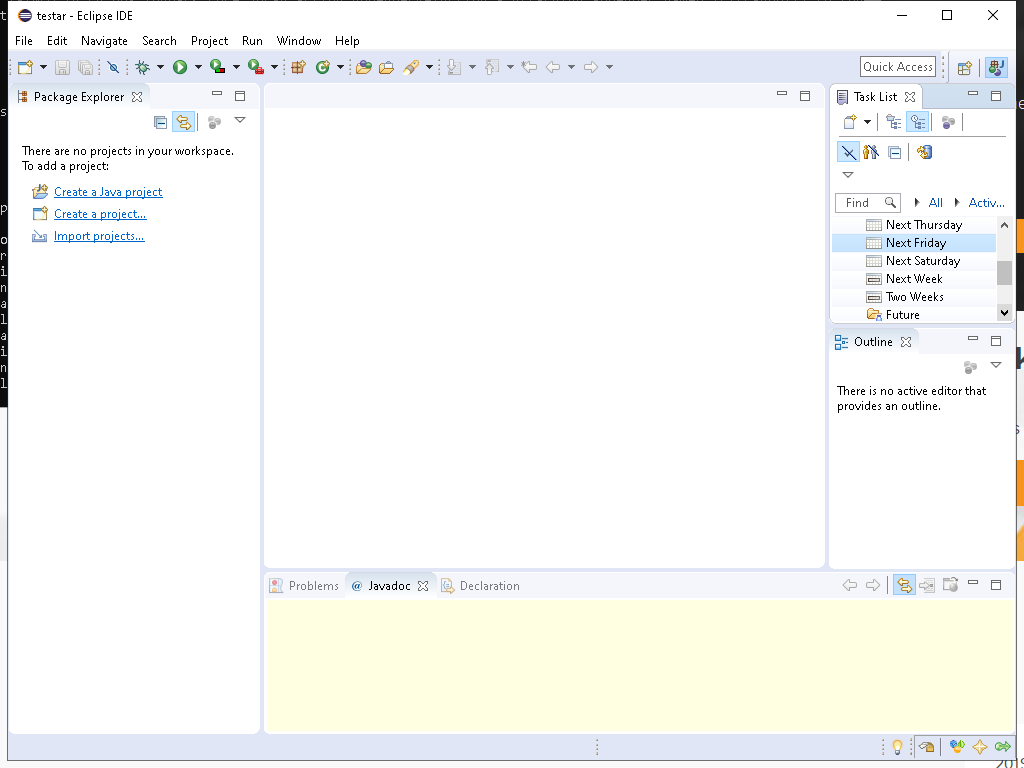 testar - Eclipse IDE
File Edit Navigate Search Project Run Window Help
Quick Access
Package Explorer
There are no projects in your workspace.
To add a project:
Create a Java project
Create a project...
Import projects...
Task List
Find All Activ...
Next Thursday
Next Friday
Next Saturday
Next Week
Two Weeks
Future
Outline
There is no active editor that
provides an outline.
Problems @ Javadoc Declaration